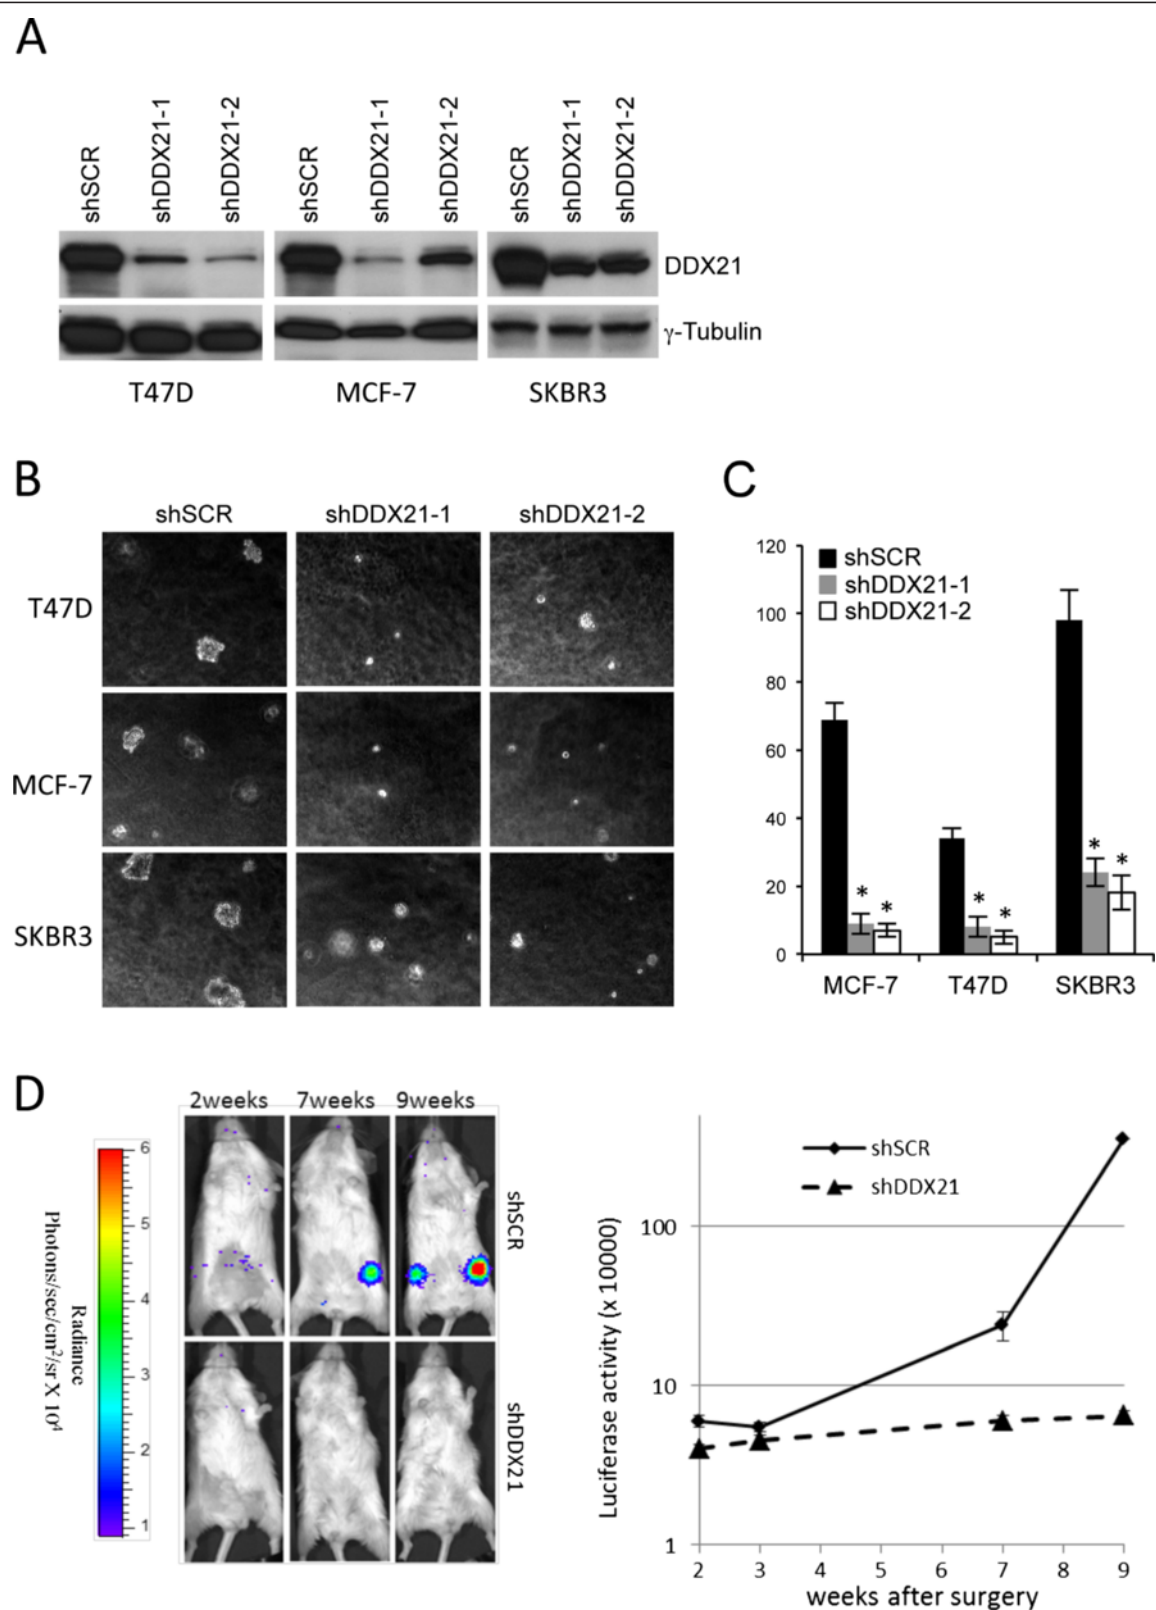 A
shSCR
shDDX21-1
shDDX21-2
shSCR
shDDX21-1
shDDX21-2
shSCR
shDDX21-1
shDDX21-2
DDX21
γ-Tubulin
T47D
MCF-7
SKBR3
B
shSCR
shDDX21-1
shDDX21-2
T47D
MCF-7
SKBR3
C
120
100
80
60
40
20
0
shSCR
shDDX21-1
shDDX21-2
* * * * * *
MCF-7
T47D
SKBR3
D
2weeks
7weeks
9weeks
6
5
4
3
2
1
Radiance
Photons/sec/cm²/sr X 10⁴
shSCR
shDDX21
Luciferase activity (x 10000)
100
10
1
shSCR
shDDX21
2 3 4 5 6 7 8 9
weeks after surgery